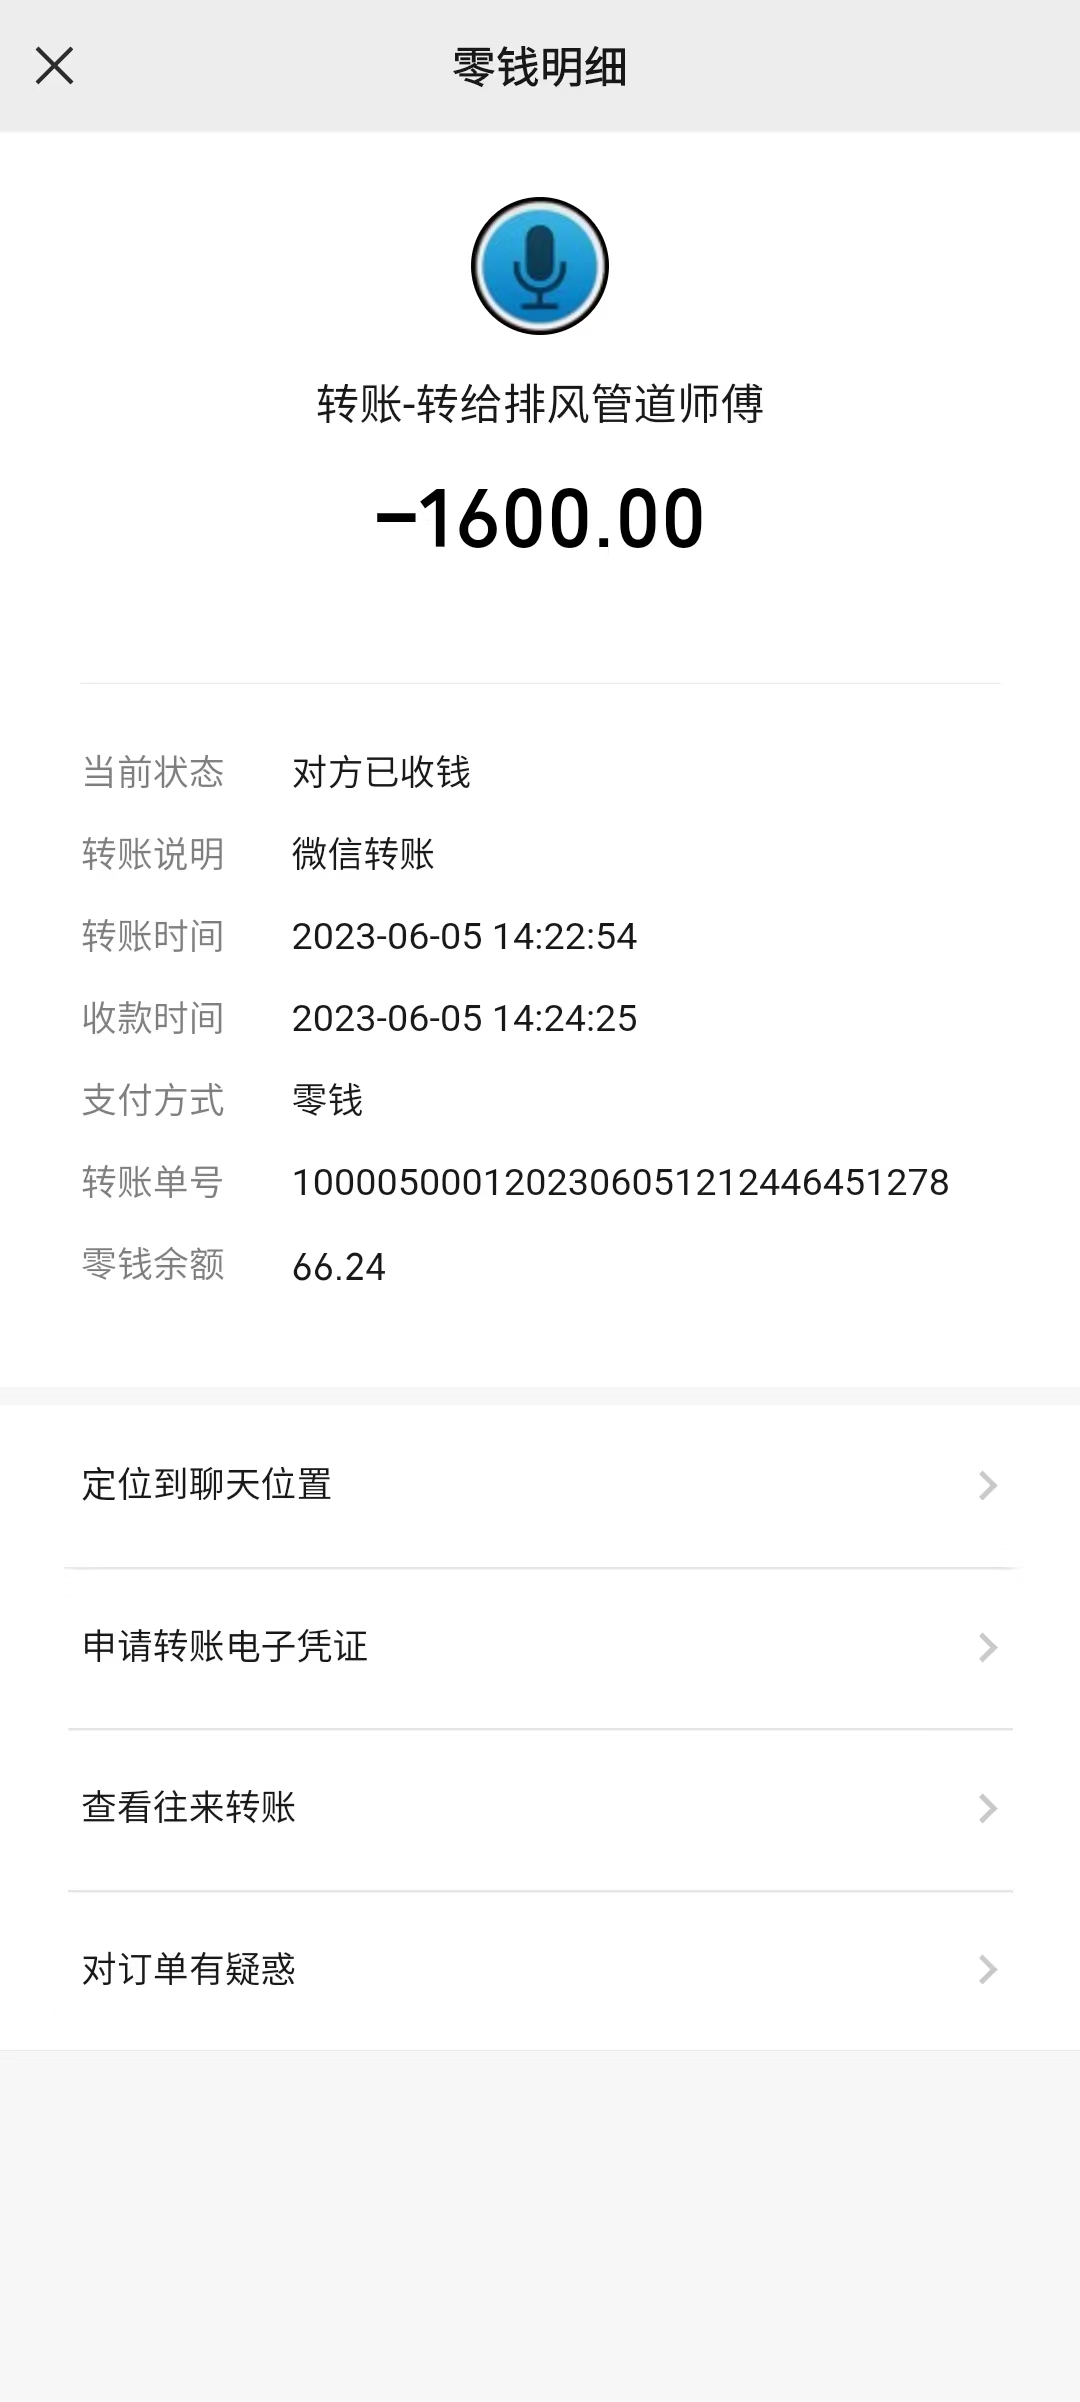 零钱明细
转账-转给排风管道师傅
-1600.00
当前状态 对方已收钱
转账说明 微信转账
转账时间 2023-06-05 14:22:54
收款时间 2023-06-05 14:24:25
支付方式 零钱
转账单号 1000050001202306051212446451278
零钱余额 66.24
定位到聊天位置
申请转账电子凭证
查看往来转账
对订单有疑惑